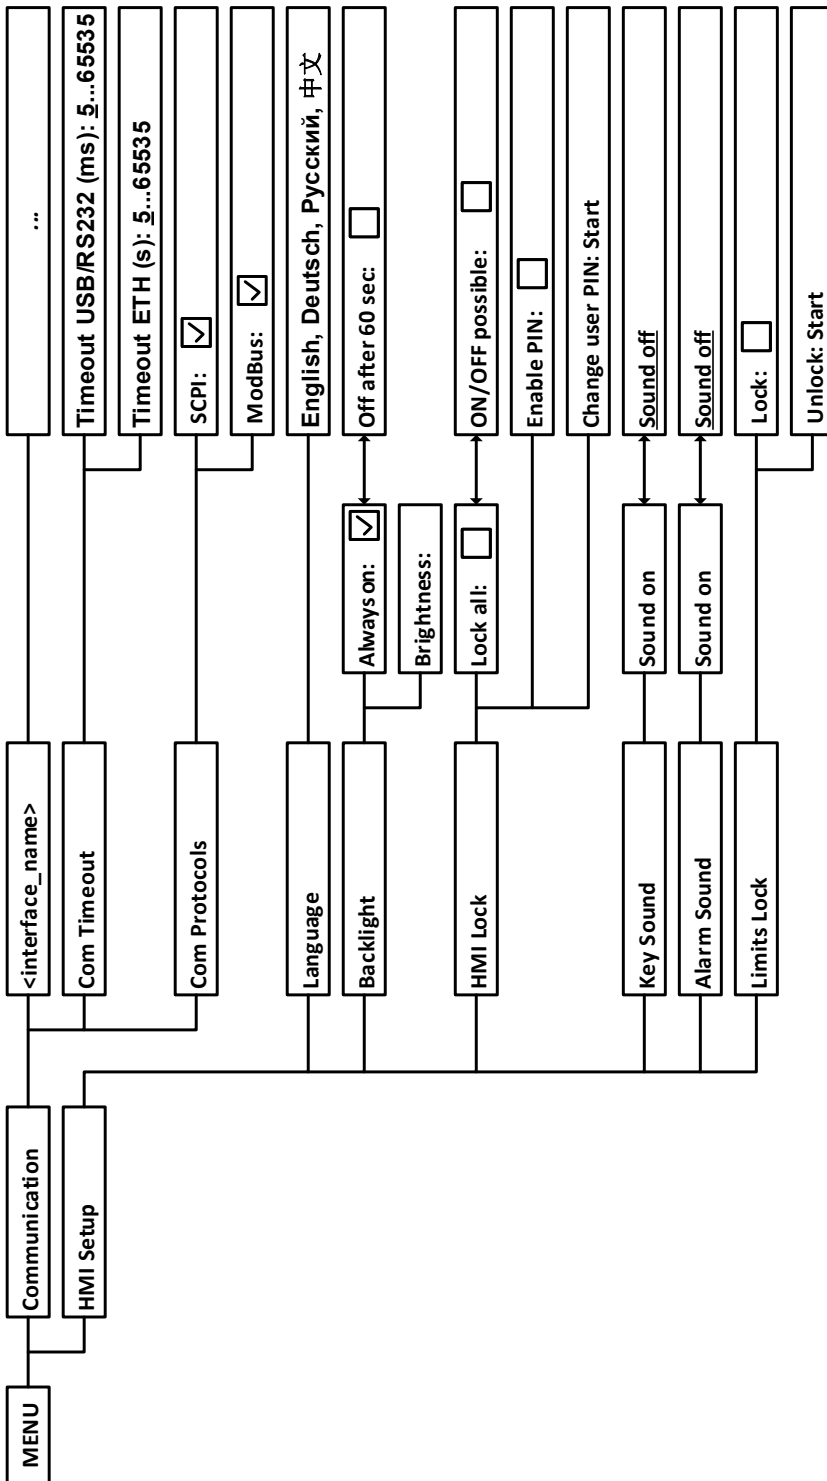 MENU
Communication
<interface_name>
...
Com Timeout
Timeout USB/RS232 (ms): 5...65535
Timeout ETH (s): 5...65535
Com Protocols
SCPI:
ModBus:
HMI Setup
Language
English, Deutsch, Русский, 中文
Backlight
Always on:
Off after 60 sec:
Brightness:
HMI Lock
Lock all:
ON/OFF possible:
Enable PIN:
Change user PIN: Start
Key Sound
Sound on
Sound off
Alarm Sound
Sound on
Sound off
Limits Lock
Lock:
Unlock: Start